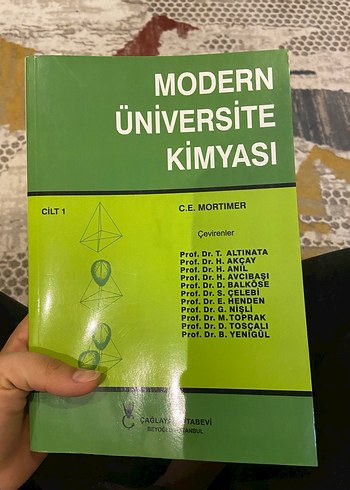 MODERN
ÜNİVERSİTE
KİMYASI
CİLT 1
C.E. MORTIMER
Çevirenler
Prof. Dr. T. ALTINATA
Prof. Dr. H. AKÇAY
Prof. Dr. H. ANIL
Prof. Dr. H. AVCIBAŞI
Prof. Dr. D. BALKÖSE
Prof. Dr. S. ÇELEBİ
Prof. Dr. E. HENDEN
Prof. Dr. G. NİŞLİ
Prof. Dr. M. TOPRAK
Prof. Dr. D. TOSÇALI
Prof. Dr. B. YENİGÜL
ÇAĞLAYAN KİTABEVİ
BEYOĞLU-İSTANBUL